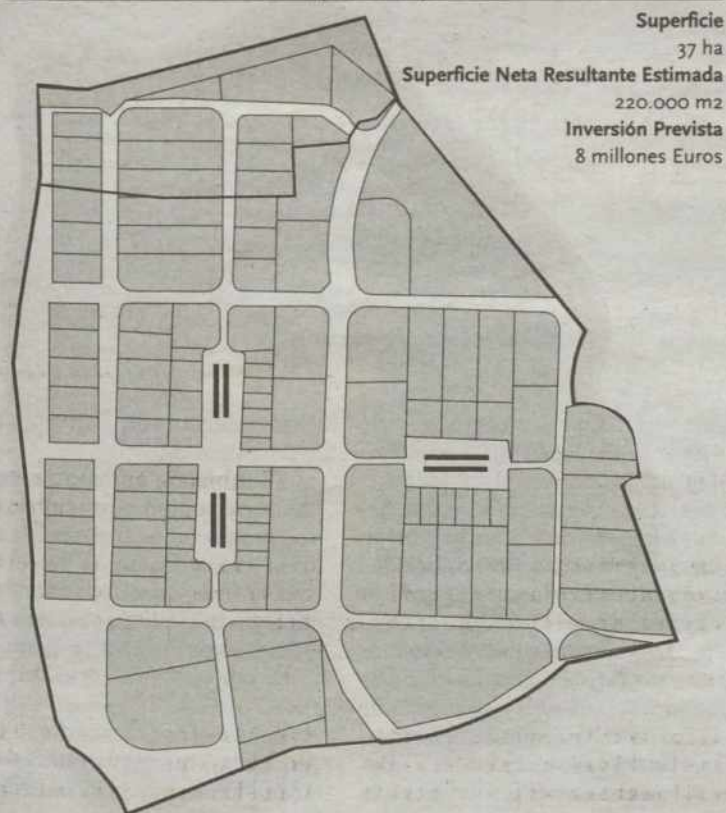 Superficie
37 ha
Superficie Neta Resultante Estimada
220.000 m2
Inversión Prevista
8 millones Euros